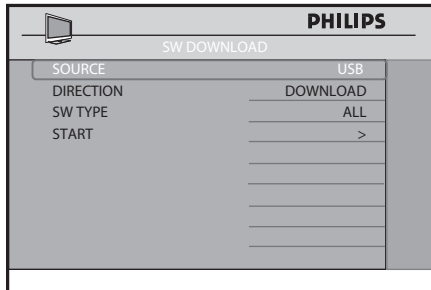 PHILIPS
SW DOWNLOAD
SOURCE USB
DIRECTION DOWNLOAD
SW TYPE ALL
START >